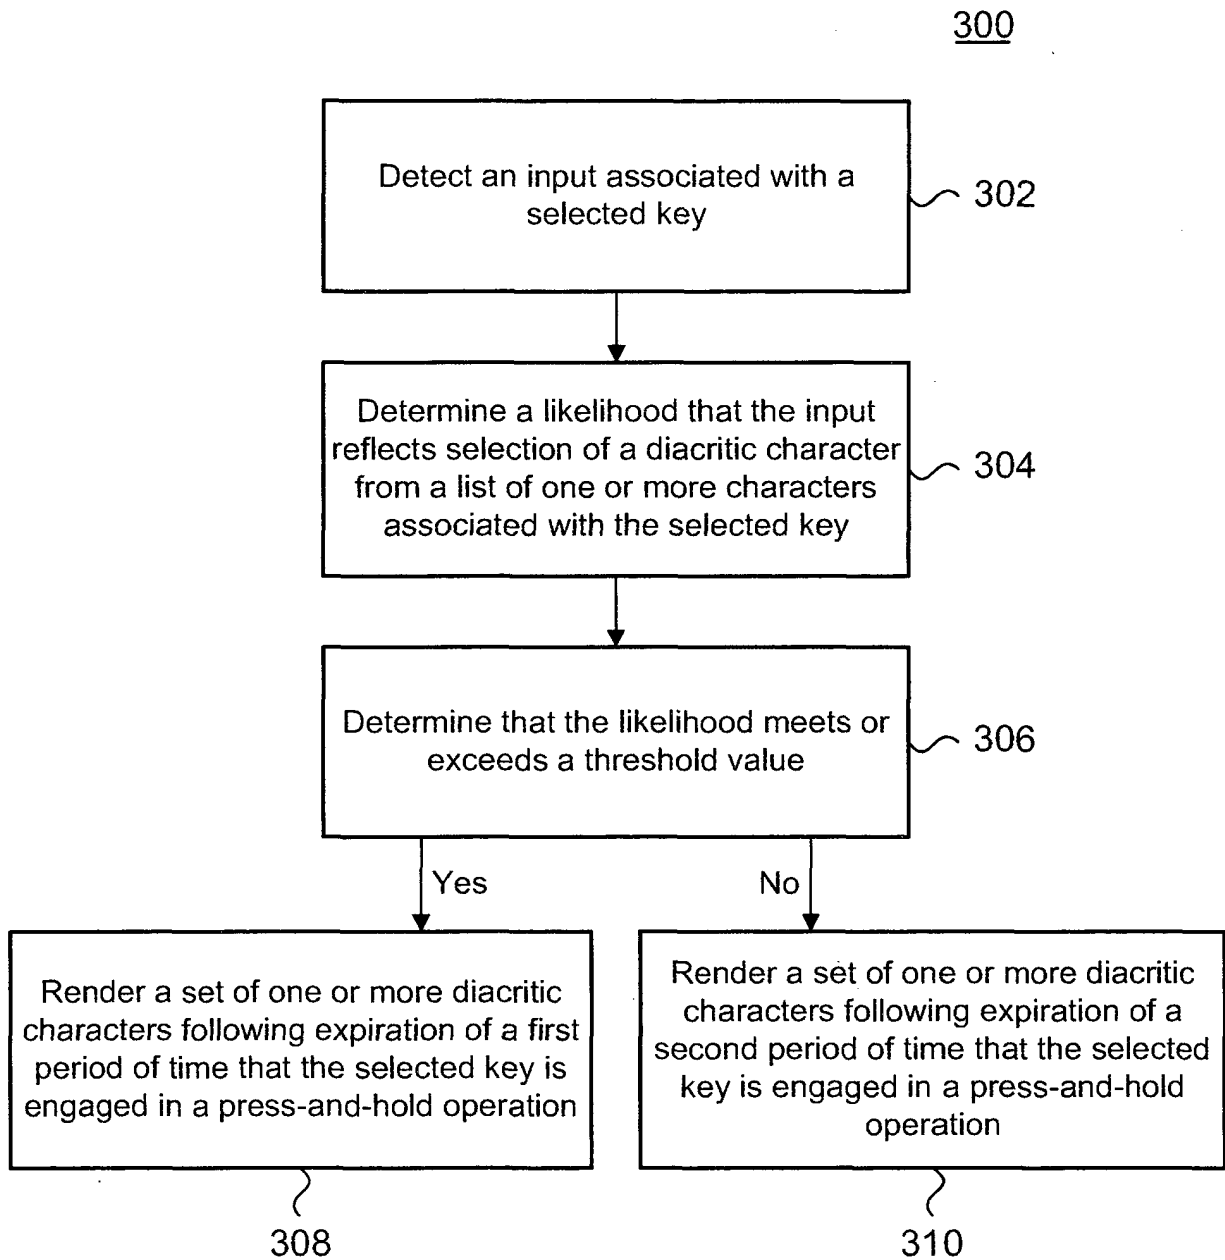 300
Detect an input associated with a
selected key
302
Determine a likelihood that the input
reflects selection of a diacritic character
from a list of one or more characters
associated with the selected key
304
Determine that the likelihood meets or
exceeds a threshold value
306
Yes
No
Render a set of one or more diacritic
characters following expiration of a first
period of time that the selected key is
engaged in a press-and-hold operation
308
Render a set of one or more diacritic
characters following expiration of a
second period of time that the selected
key is engaged in a press-and-hold
operation
310